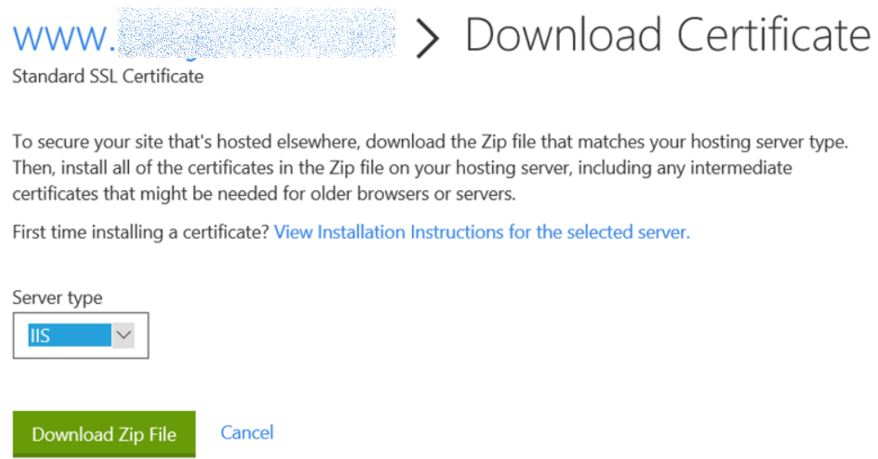 www. > Download Certificate
Standard SSL Certificate
To secure your site that's hosted elsewhere, download the Zip file that matches your hosting server type.
Then, install all of the certificates in the Zip file on your hosting server, including any intermediate
certificates that might be needed for older browsers or servers.
First time installing a certificate? View Installation Instructions for the selected server.
Server type
IIS
Download Zip File Cancel